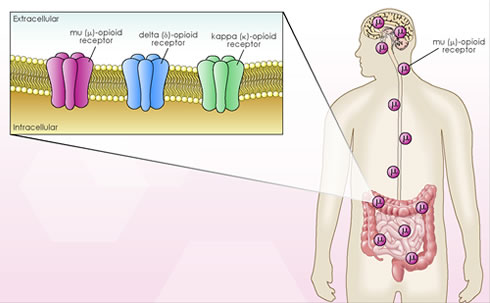 Extracellular
mu (µ)-opioid
receptor
delta (δ)-opioid
receptor
kappa (κ)-opioid
receptor
Intracellular
mu (µ)-opioid
receptor
µ
µ
µ
µ
µ
µ
µ
µ
µ
µ
µ
µ